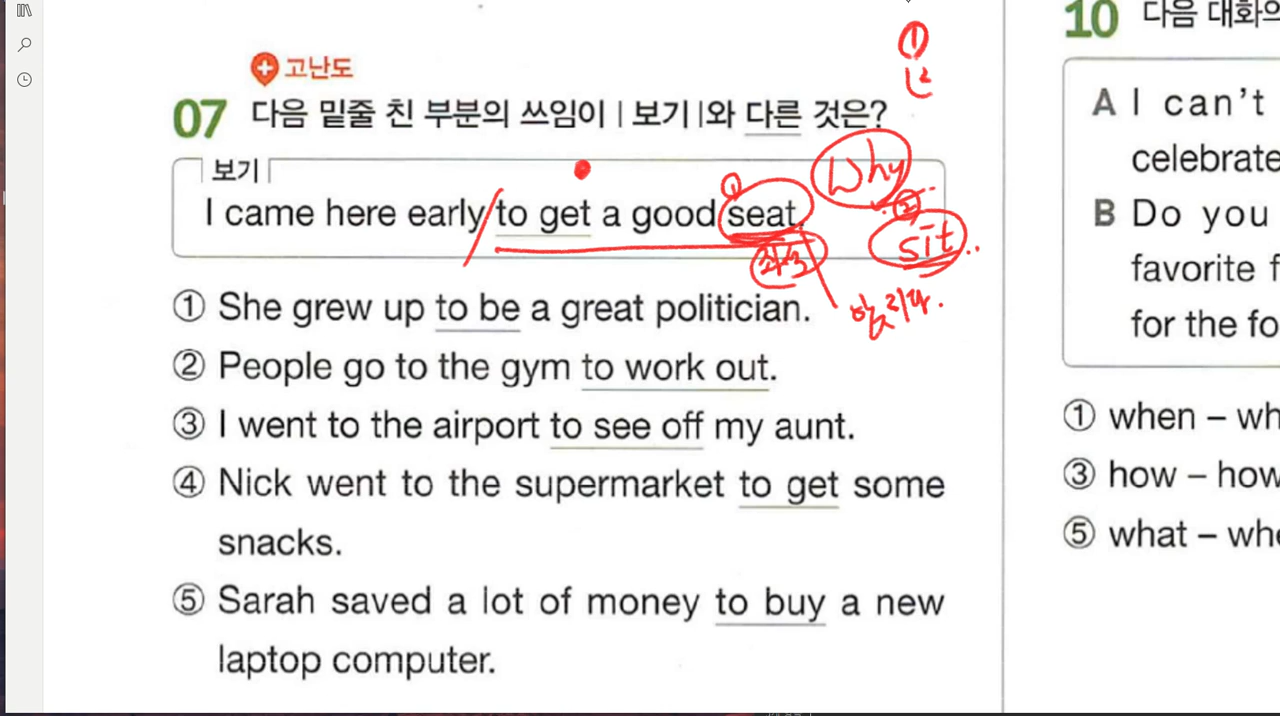 10 다음 대화의
고난도
07 다음 밑줄 친 부분의 쓰임이 |보기|와 다른 것은?
보기
I came here early to get a good seat.
① She grew up to be a great politician.
② People go to the gym to work out.
③ I went to the airport to see off my aunt.
④ Nick went to the supermarket to get some
snacks.
⑤ Sarah saved a lot of money to buy a new
laptop computer.
①
Why
①
②
sit
앉히다.
A I can't
celebrate
B Do you
favorite f
for the fo
① when – wh
③ how – how
⑤ what – whe